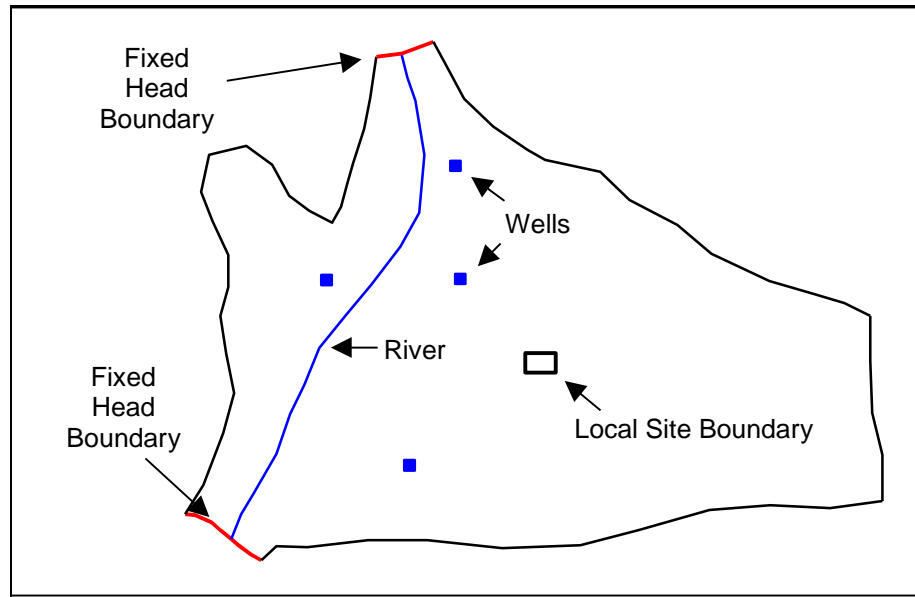 Fixed
Head
Boundary
Wells
River
Fixed
Head
Boundary
Local Site Boundary